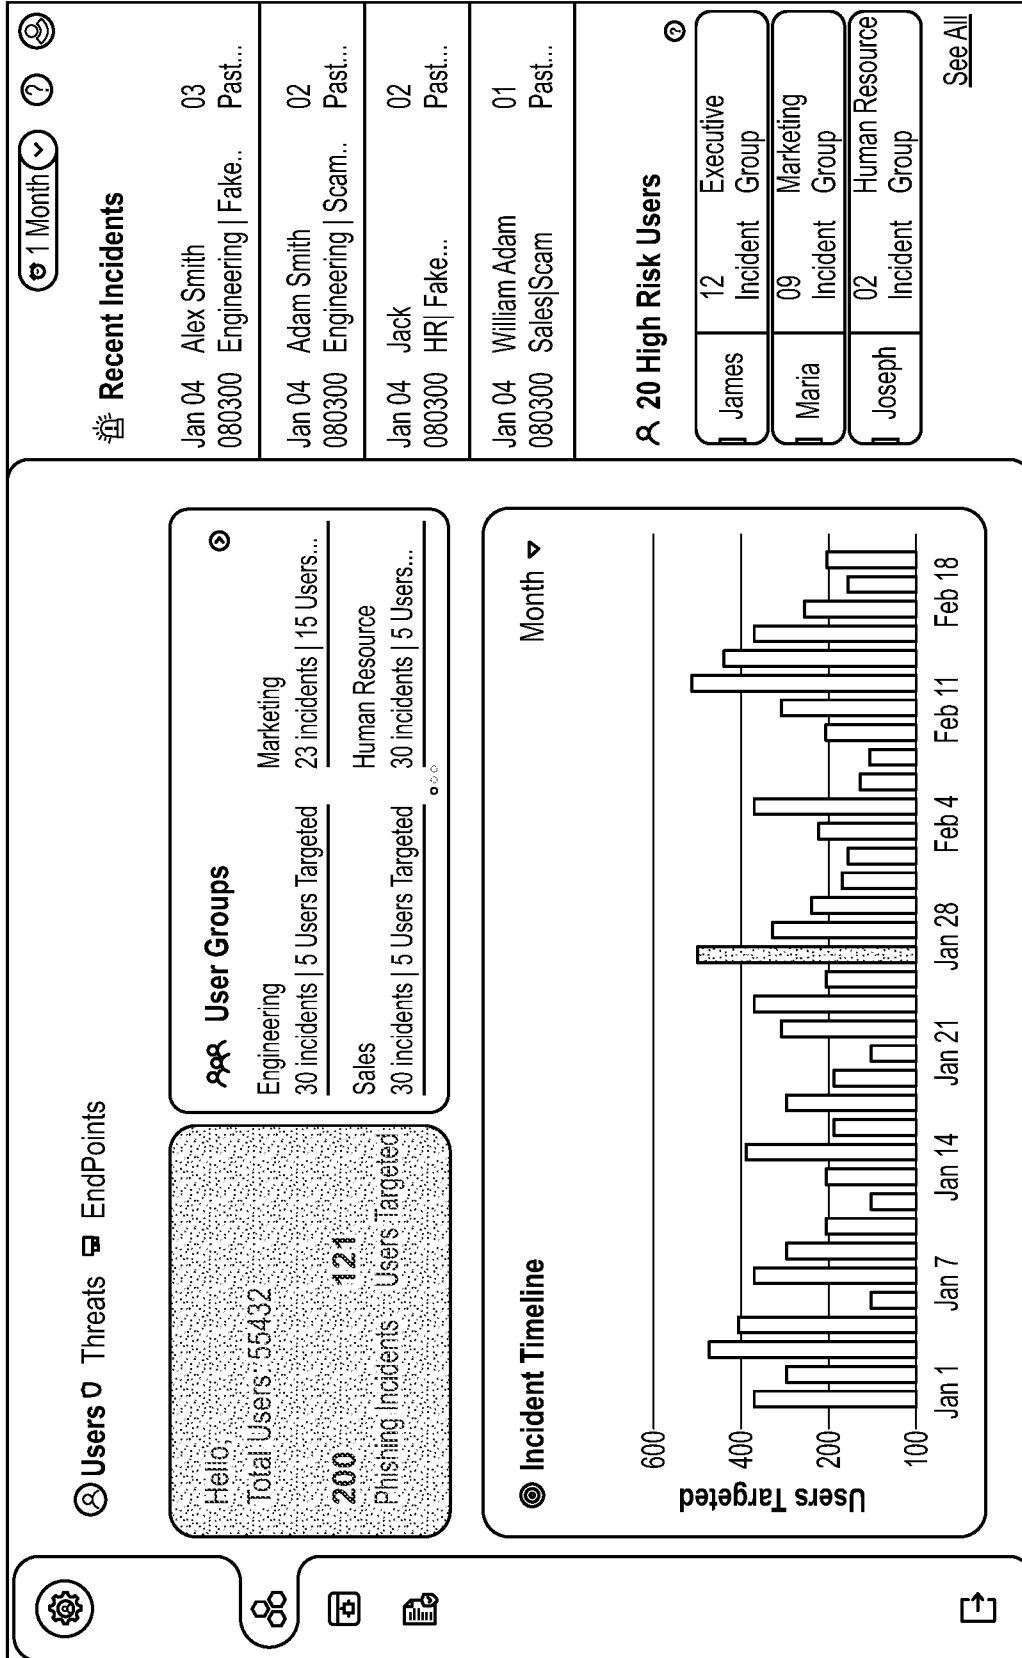 Users Threats EndPoints
1 Month
Hello,
Total Users: 55432
200 121
Phishing Incidents Users Targeted
User Groups
Engineering
30 incidents | 5 Users Targeted
Marketing
23 incidents | 15 Users...
Sales
30 incidents | 5 Users Targeted
Human Resource
30 incidents | 5 Users...
Incident Timeline
Month
Users Targeted
600
400
200
100
Jan 1 Jan 7 Jan 14 Jan 21 Jan 28 Feb 4 Feb 11 Feb 18
Recent Incidents
Jan 04 Alex Smith 03
080300 Engineering | Fake.. Past...
Jan 04 Adam Smith 02
080300 Engineering | Scam.. Past...
Jan 04 Jack 02
080300 HR| Fake... Past...
Jan 04 William Adam 01
080300 Sales|Scam Past...
20 High Risk Users ?
James
12 Executive
Incident Group
Maria
09 Marketing
Incident Group
Joseph
02 Human Resource
Incident Group
See All